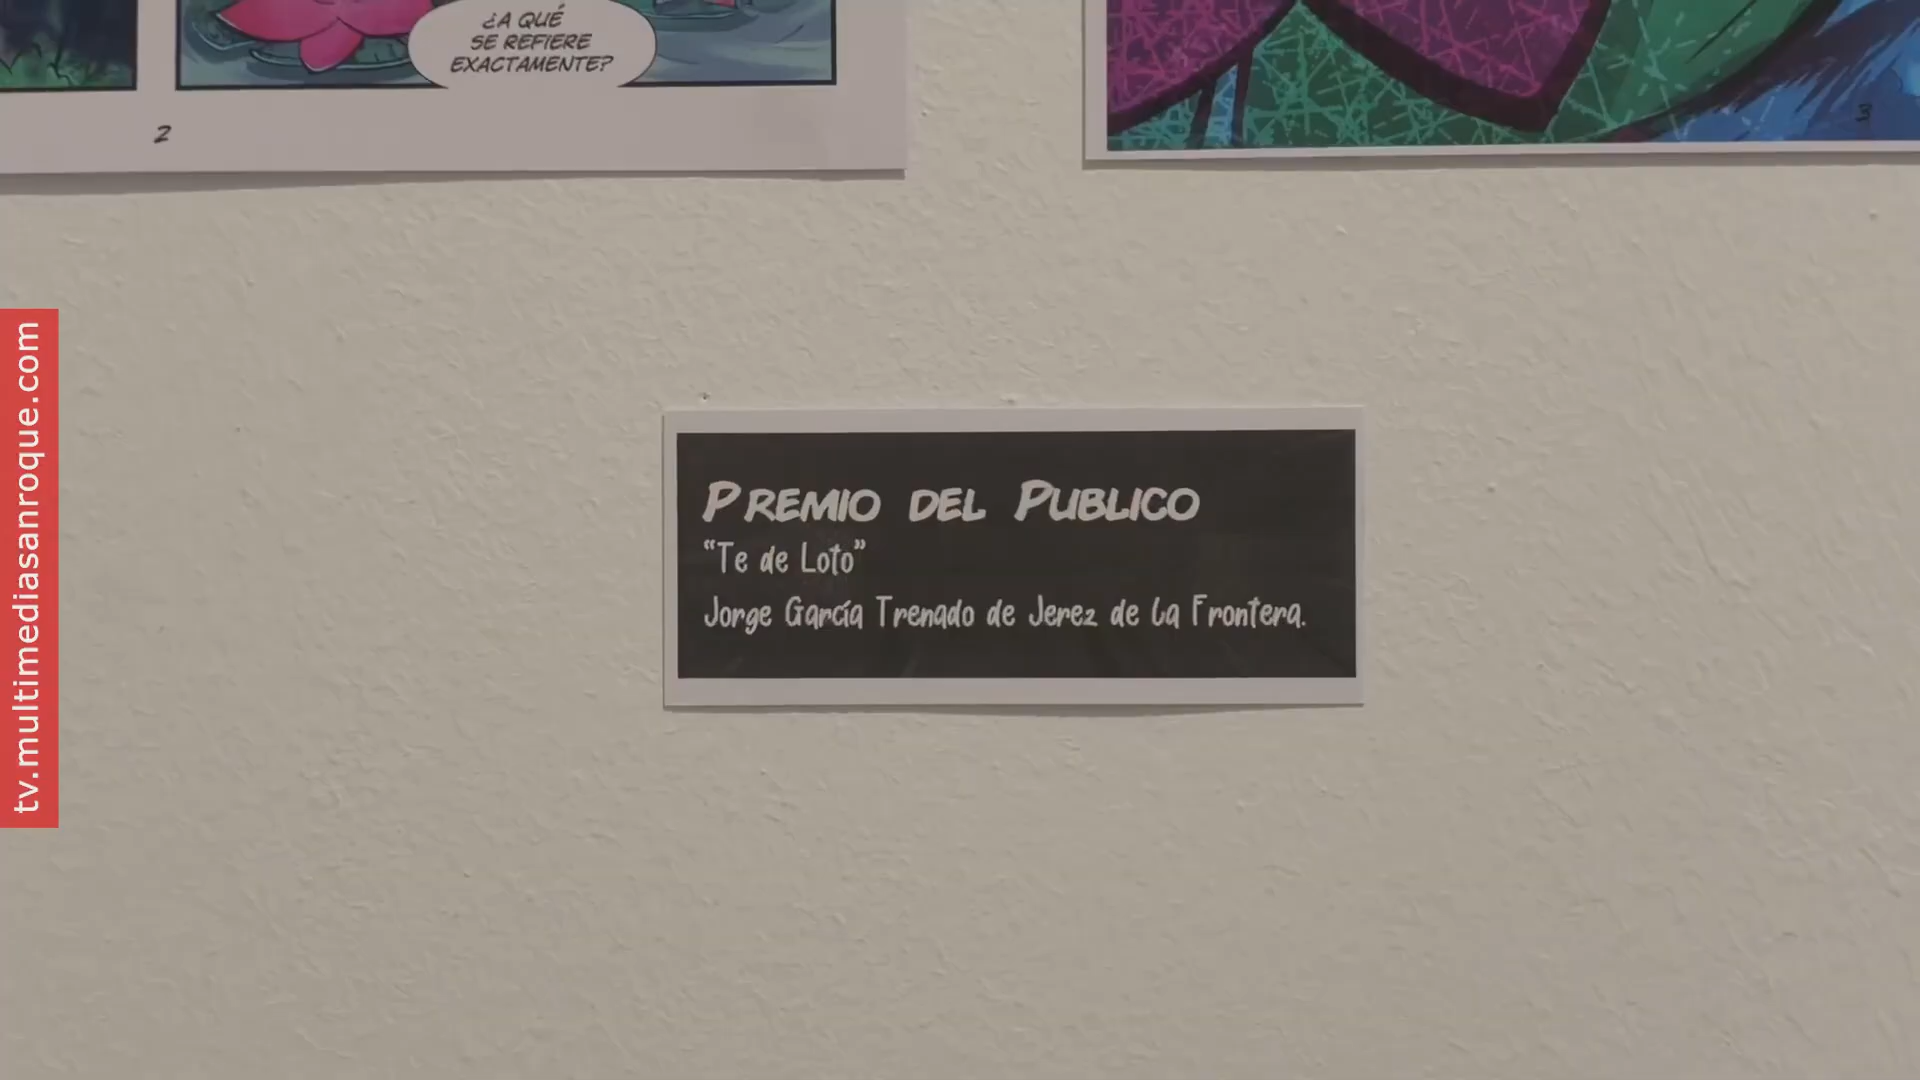 ¿A QUÉ
SE REFIERE
EXACTAMENTE?
2
3
tv.multimediasanroque.com
PREMIO DEL PUBLICO
“Te de Loto”
Jorge García Trenado de Jerez de la Frontera.